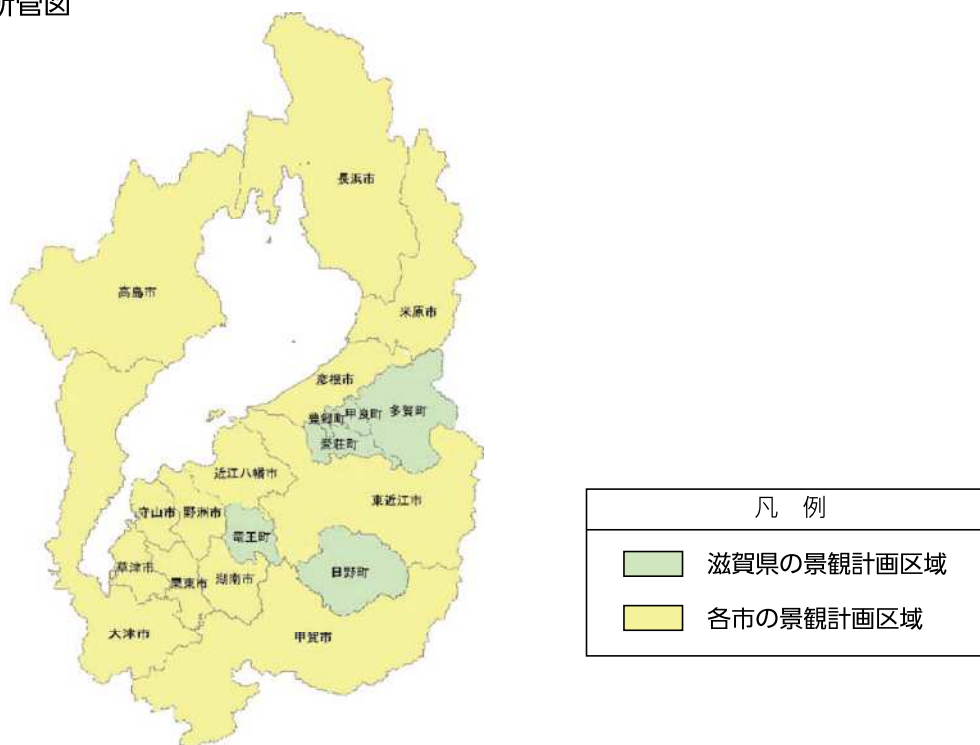 所管図
長浜市
高島市
米原市
彦根市
豊郷町
甲良町
多賀町
愛荘町
近江八幡市
東近江市
守山市
野洲市
竜王町
草津市
栗東市
湖南市
日野町
大津市
甲賀市
凡 例
滋賀県の景観計画区域
各市の景観計画区域